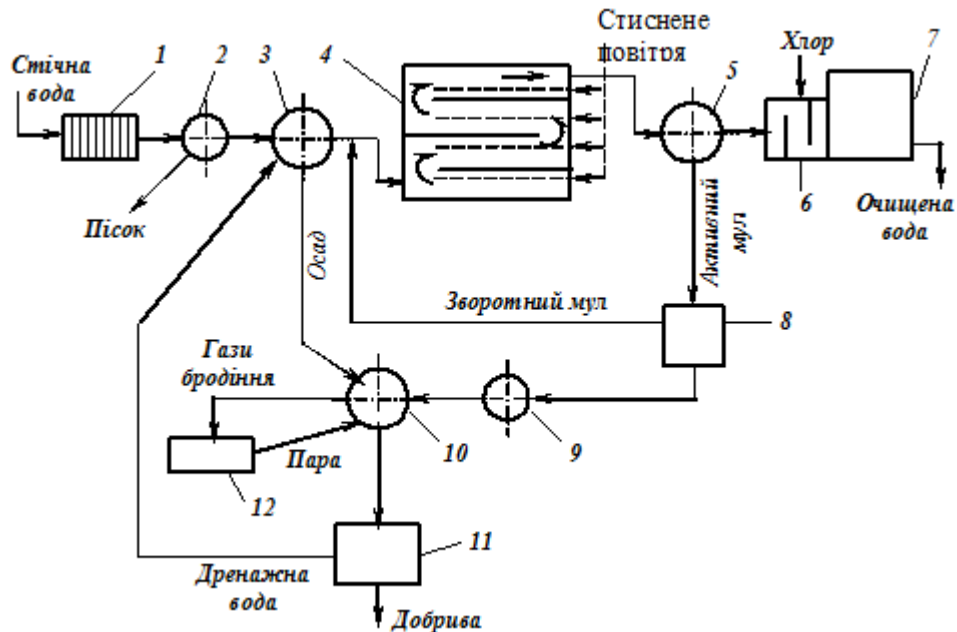 Стічна
вода
1
2
3
4
Стиснене
повітря
5
Хлор
7
Пісок
Осад
Активний
мул
6
Очищена
вода
Зворотний мул
8
Гази
бродіння
Пара
10
9
12
11
Дренажна
вода
Добрива